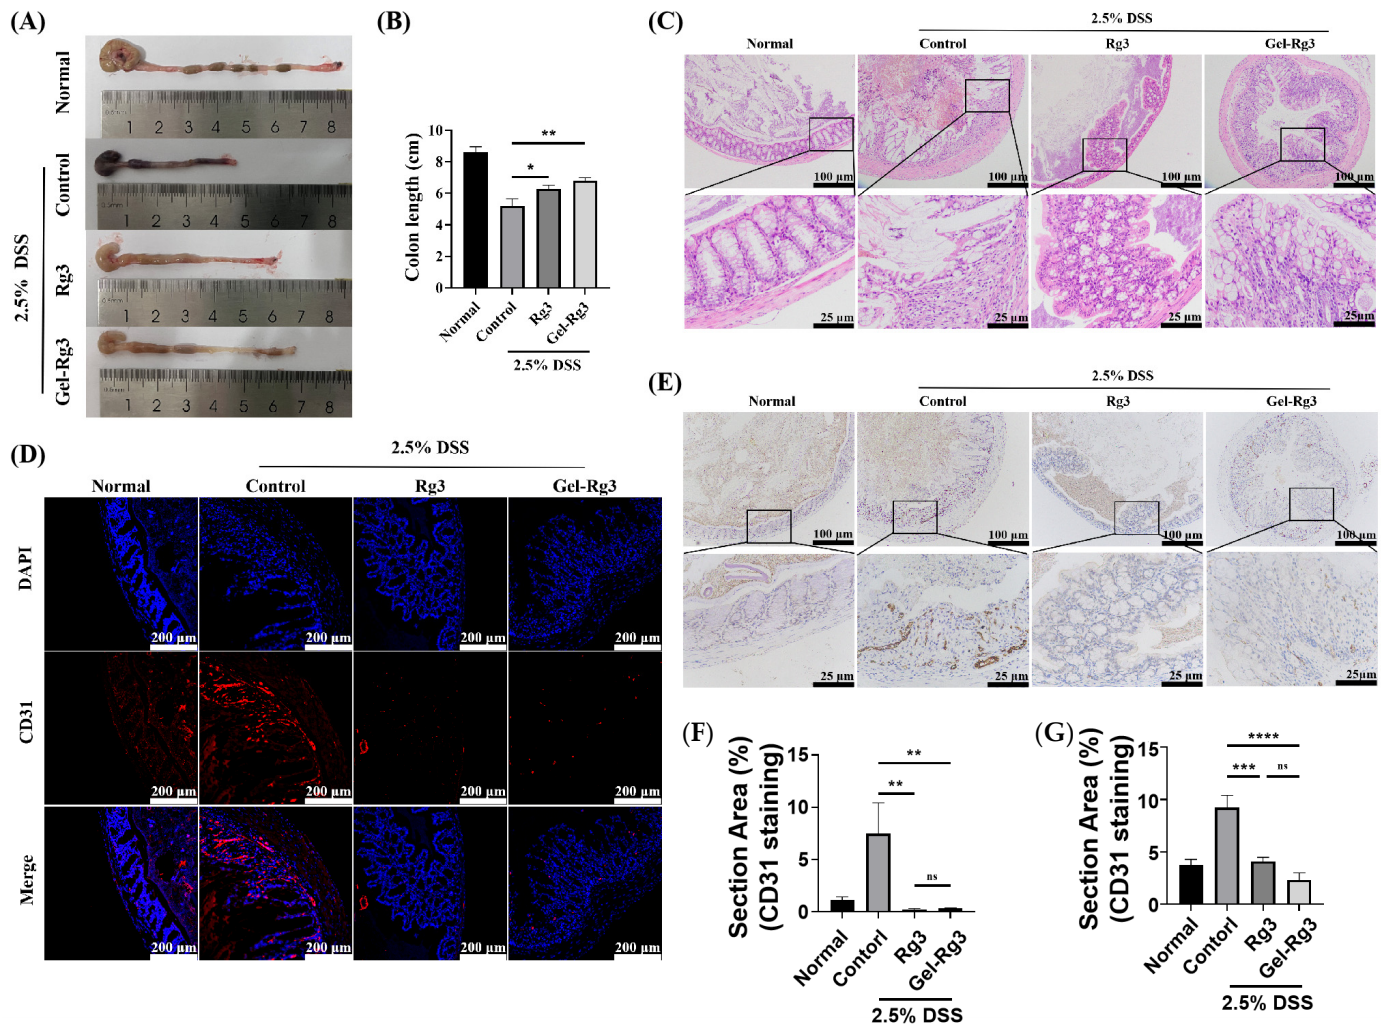 (A)
Normal
1 2 3 4 5 6 7 8
Control
1 2 3 4 5 6 7 8
Rg3
1 2 3 4 5 6 7 8
Gel-Rg3
1 2 3 4 5 6 7 8
2.5% DSS
(B)
Colon length (cm)
10
8
6
4
2
0
*
**
Normal
Control
Rg3
Gel-Rg3
2.5% DSS
(C)
2.5% DSS
Normal Control Rg3 Gel-Rg3
100 µm 100 µm 100 µm 100 µm
25 µm 25 µm 25 µm 25 µm
(D)
2.5% DSS
Normal Control Rg3 Gel-Rg3
DAPI
200 µm 200 µm 200 µm 200 µm
CD31
200 µm 200 µm 200 µm 200 µm
Merge
200 µm 200 µm 200 µm 200 µm
(E)
2.5% DSS
Normal Control Rg3 Gel-Rg3
100 µm 100 µm 100 µm 100 µm
25 µm 25 µm 25 µm 25µm
(F)
Section Area (%)
(CD31 staining)
15
10
5
0
**
**
ns
Normal
Contorl
Rg3
Gel-Rg3
2.5% DSS
(G)
Section Area (%)
(CD31 staining)
15
10
5
0
****
***
ns
Normal
Contorl
Rg3
Gel-Rg3
2.5% DSS